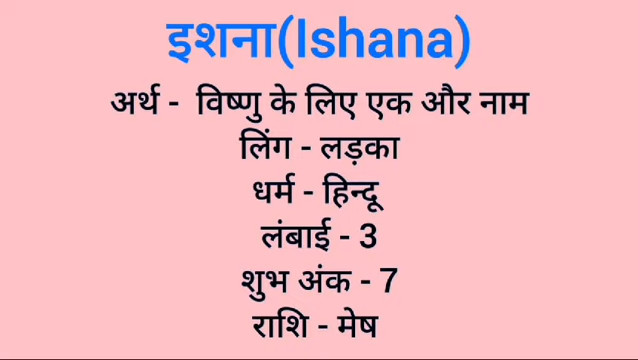 इशना(Ishana)
अर्थ - विष्णु के लिए एक और नाम
लिंग - लड़का
धर्म - हिन्दू
लंबाई - 3
शुभ अंक - 7
राशि - मेष